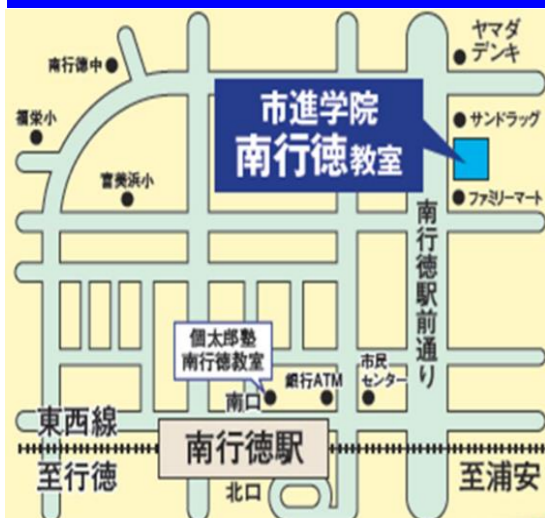 ヤマダ
デンキ
南行徳中
市進学院
南行徳教室
サンドラッグ
福栄小
富美浜小
ファミリーマート
南行徳駅前通り
個太郎塾
南行徳教室
市民
センター
銀行ATM
南口
東西線
南行徳駅
至行徳
至浦安
北口